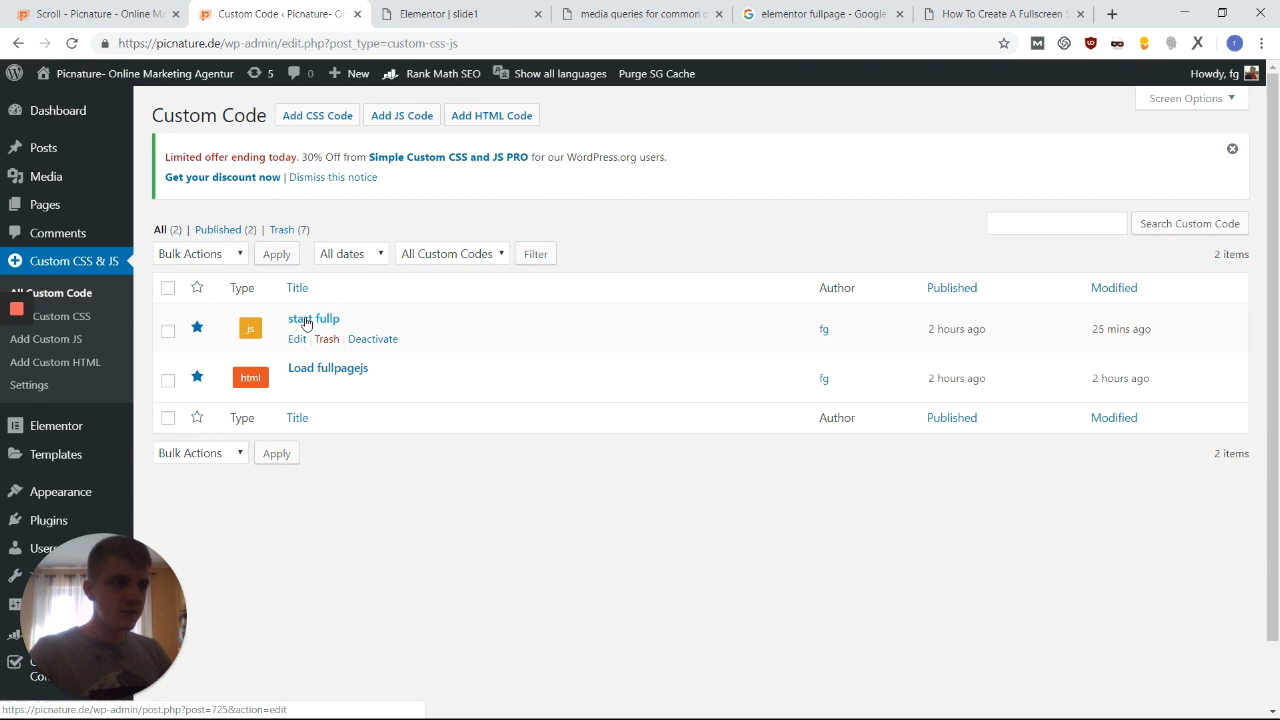 Scroll - Picnature - Online Ma
Custom Code ‹ Picnature- On
Elementor | slide1
media queries for common d
elementor fullpage - Google
How To Create A Fullscreen S
https://picnature.de/wp-admin/edit.php?post_type=custom-css-js
Picnature- Online Marketing Agentur
5
0
New
Rank Math SEO
Show all languages
Purge SG Cache
Howdy, fg
Screen Options
Dashboard
Posts
Media
Pages
Comments
Custom CSS & JS
All Custom Code
Custom CSS
Add Custom JS
Add Custom HTML
Settings
Elementor
Templates
Appearance
Plugins
Custom Code
Add CSS Code
Add JS Code
Add HTML Code
Limited offer ending today. 30% Off from Simple Custom CSS and JS PRO for our WordPress.org users.
Get your discount now | Dismiss this notice
All (2) | Published (2) | Trash (7)
Search Custom Code
Bulk Actions
Apply
All dates
All Custom Codes
Filter
2 items
Type
Title
Author
Published
Modified
js
start fullp
Edit | Trash | Deactivate
fg
2 hours ago
25 mins ago
html
Load fullpagejs
fg
2 hours ago
2 hours ago
Type
Title
Author
Published
Modified
Bulk Actions
Apply
2 items
https://picnature.de/wp-admin/post.php?post=725&action=edit